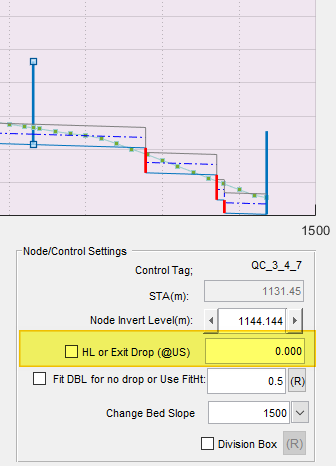 1500
Node/Control Settings
Control Tag; QC_3_4_7
STA(m): 1131.45
Node Invert Level(m): 1144.144
HL or Exit Drop (@US) 0.000
Fit DBL for no drop or Use FitHt: 0.5 (R)
Change Bed Slope 1500
Division Box (R)